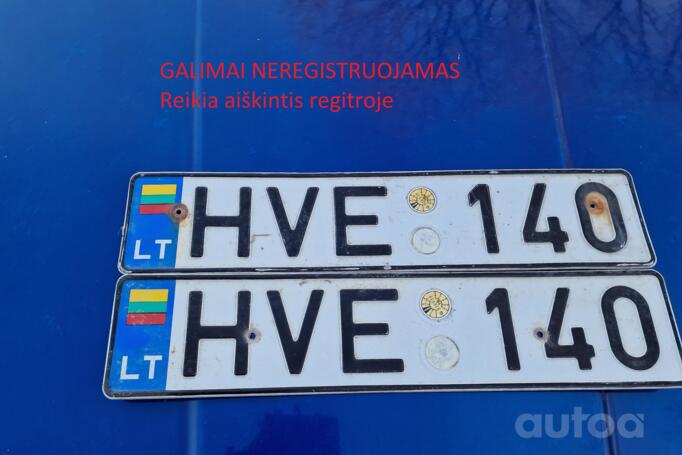 GALIMAI NEREGISTRUOJAMAS
Reikia aiškintis regitroje
LT HVE 140
LT HVE 140
autoa